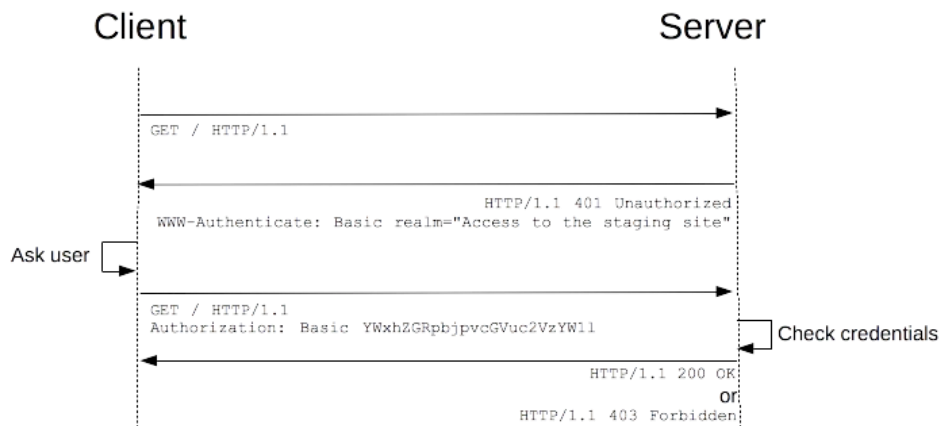 Client
Server
GET / HTTP/1.1
HTTP/1.1 401 Unauthorized
WWW-Authenticate: Basic realm="Access to the staging site"
Ask user
GET / HTTP/1.1
Authorization: Basic YWxhZGRpbjpvcGVuc2VzYW1l
Check credentials
HTTP/1.1 200 OK
or
HTTP/1.1 403 Forbidden